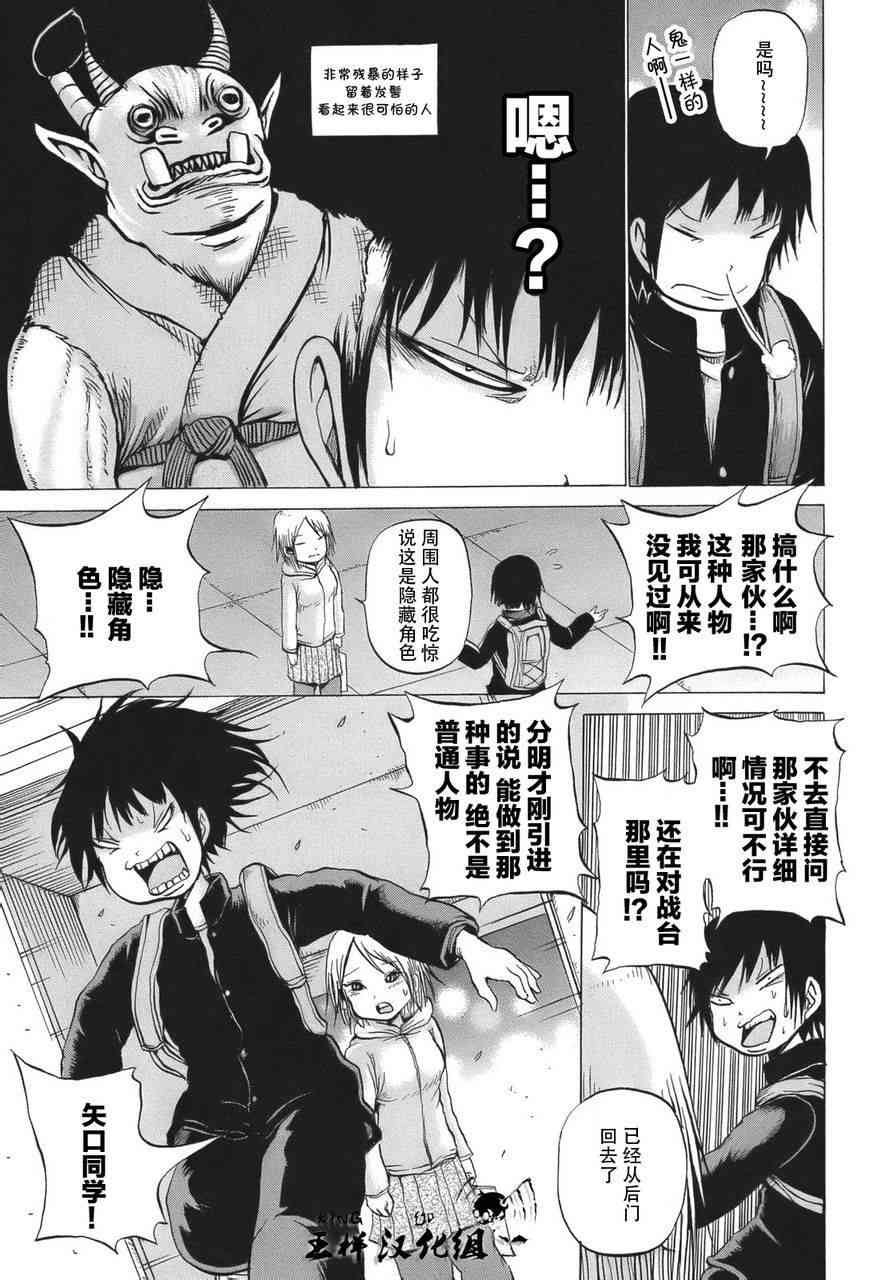 是吗~~~~
鬼一样的
人啊——
嗯…?
非常残暴的样子
留着发髻
看起来很可怕的人
搞什么啊
那家伙…!?
这种人物
我可从来
没见过啊!!
周围人都很吃惊
说这是隐藏角色
隐…
隐藏角
色…!!
不去直接问
那家伙详细
情况可不行
啊…!!
还在对战台
那里吗!?
已经从后门
回去了
分明才刚引进
的说 能做到那
种事的 绝不是
普通人物
矢口同学!
KING
王样汉化组